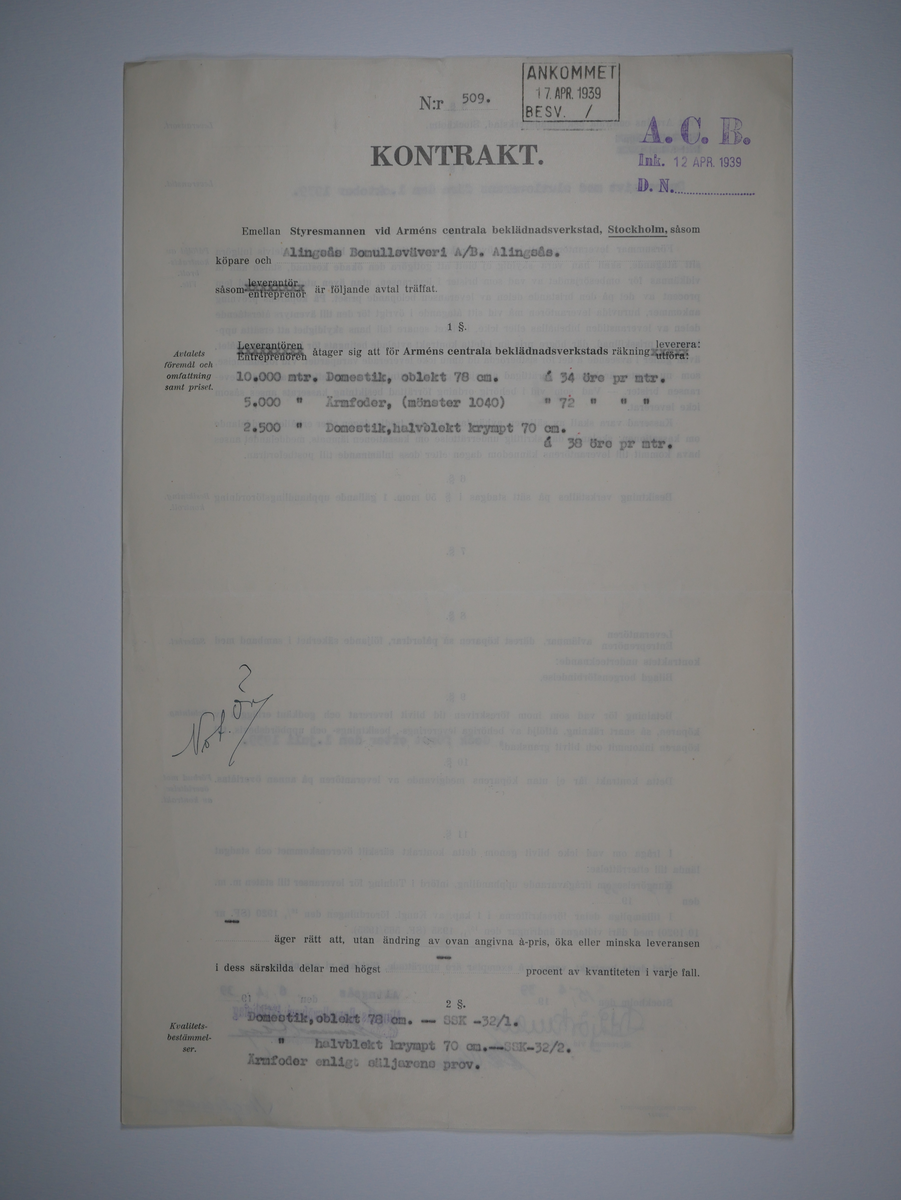 N:r 509.
ANKOMMET
17. APR. 1939
BESV. /
A. C. B.
Ink. 12 APR. 1939
D. N.
KONTRAKT.
Emellan Styresmannen vid Arméns centrala beklädnadsverkstad, Stockholm, såsom
köpare och Alingsås Bomullsväveri A/B. Alingsås.
såsom leverantör
entreprenör är följande avtal träffat.
1 §.
Avtalets
föremål och
omfattning
samt priset.
Leverantören
Entreprenören åtager sig att för Arméns centrala beklädnadsverkstads räkning leverera:
utföra:
10.000 mtr. Domestik, oblekt 78 cm. á 34 öre pr mtr.
5.000 " Ärmfoder, (mönster 1040) " 72 " " "
2.500 " Domestik, halvblekt krympt 70 cm.
á 38 öre pr mtr.
?
Not.
äger rätt att, utan ändring av ovan angivna à-pris, öka eller minska leveransen
i dess särskilda delar med högst — procent av kvantiteten i varje fall.
2 §.
Kvalitets-
bestämmel-
ser.
Domestik, oblekt 78 cm. — SSK -32/1.
" halvblekt krympt 70 cm.—SSK-32/2.
Ärmfoder enligt säljarens prov.